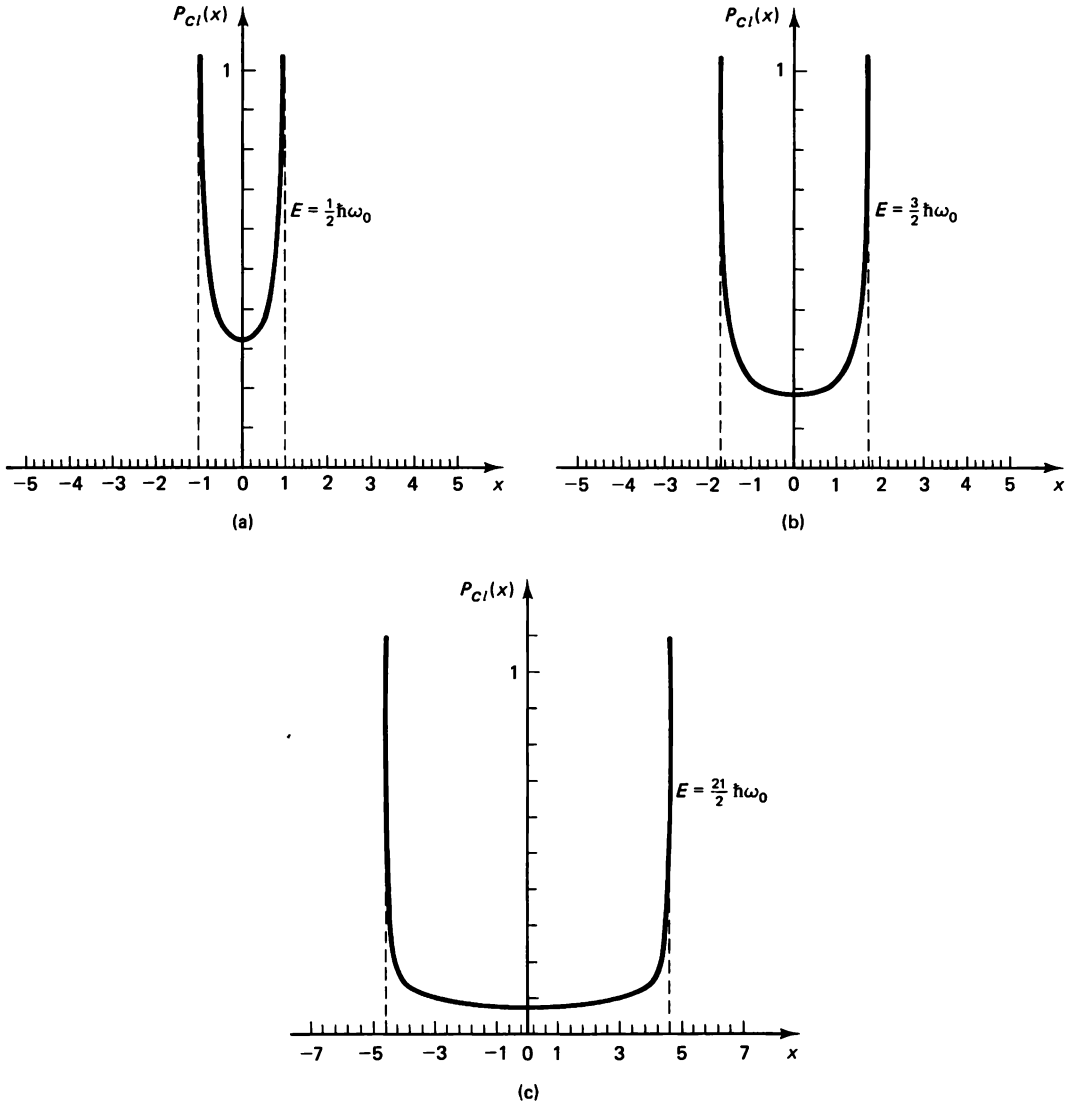 P_Cl(x)
1
E = 1/2 ħω₀
−5 −4 −3 −2 −1 0 1 2 3 4 5 x
(a)
P_Cl(x)
1
E = 3/2 ħω₀
−5 −4 −3 −2 −1 0 1 2 3 4 5 x
(b)
P_Cl(x)
1
E = 21/2 ħω₀
−7 −5 −3 −1 0 1 3 5 7 x
(c)